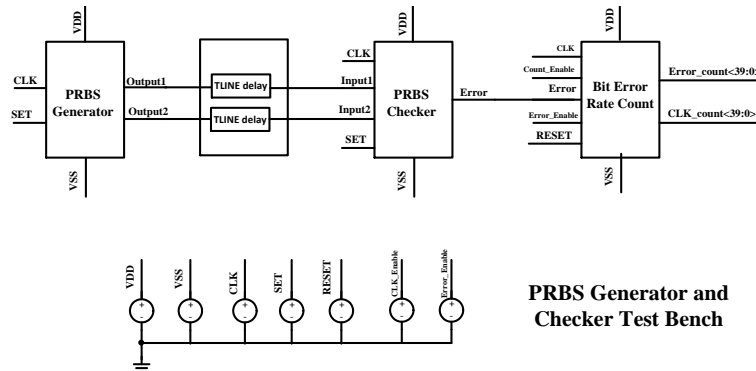 VDD
VDD
VDD
CLK
SET
PRBS
Generator
VSS
Output1
Output2
TLINE delay
TLINE delay
CLK
Input1
Input2
SET
PRBS
Checker
VSS
Error
CLK
Count_Enable
Error
Error_Enable
RESET
Bit Error
Rate Count
VSS
Error_count<39:0>
CLK_count<39:0>
VDD
VSS
CLK
SET
RESET
CLK_Enable
Error_Enable
+ + + + + + +
- - - - - - -
PRBS Generator and
Checker Test Bench